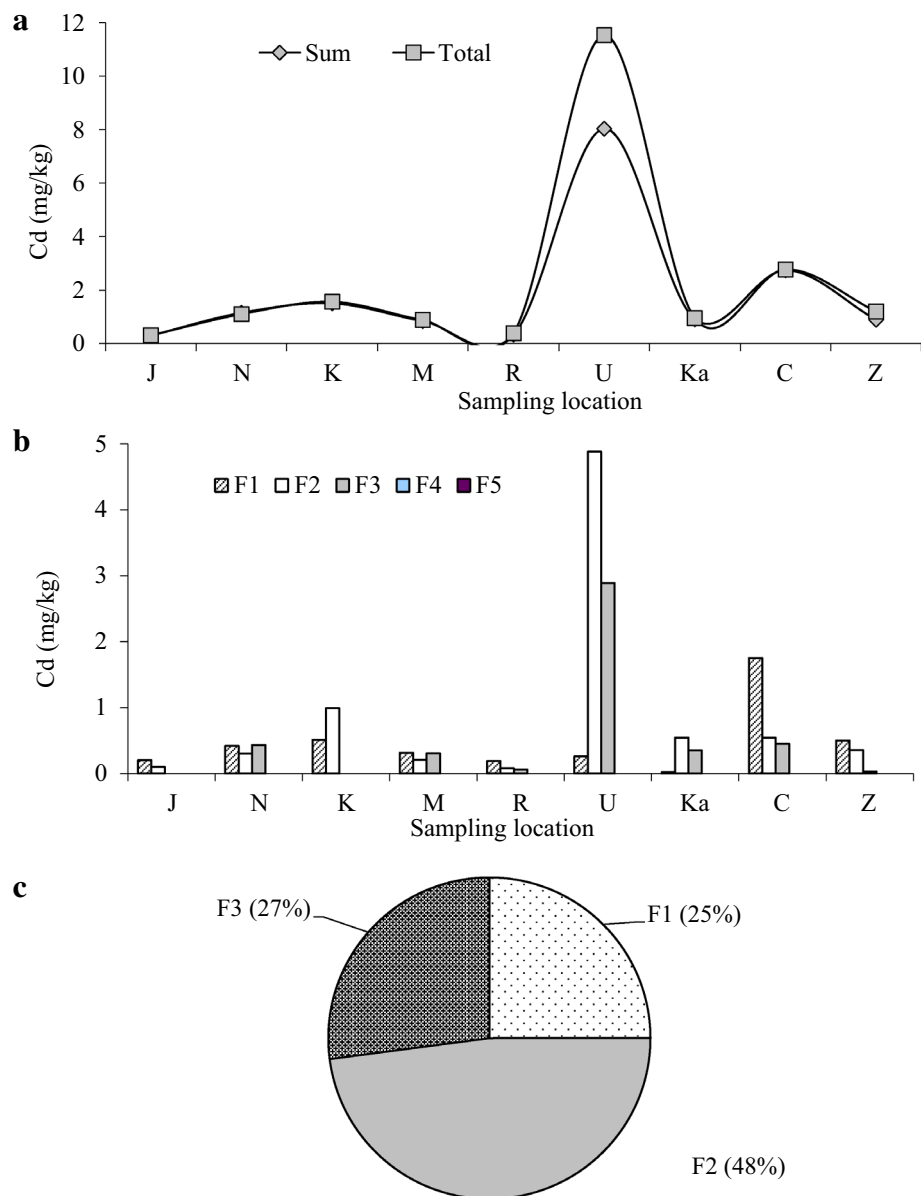 a
12
10
8
6
4
2
0
Cd (mg/kg)
Sum Total
J N K M R U Ka C Z
Sampling location
b
5
4
3
2
1
0
Cd (mg/kg)
F1 F2 F3 F4 F5
J N K M R U Ka C Z
Sampling location
c
F3 (27%)
F1 (25%)
F2 (48%)